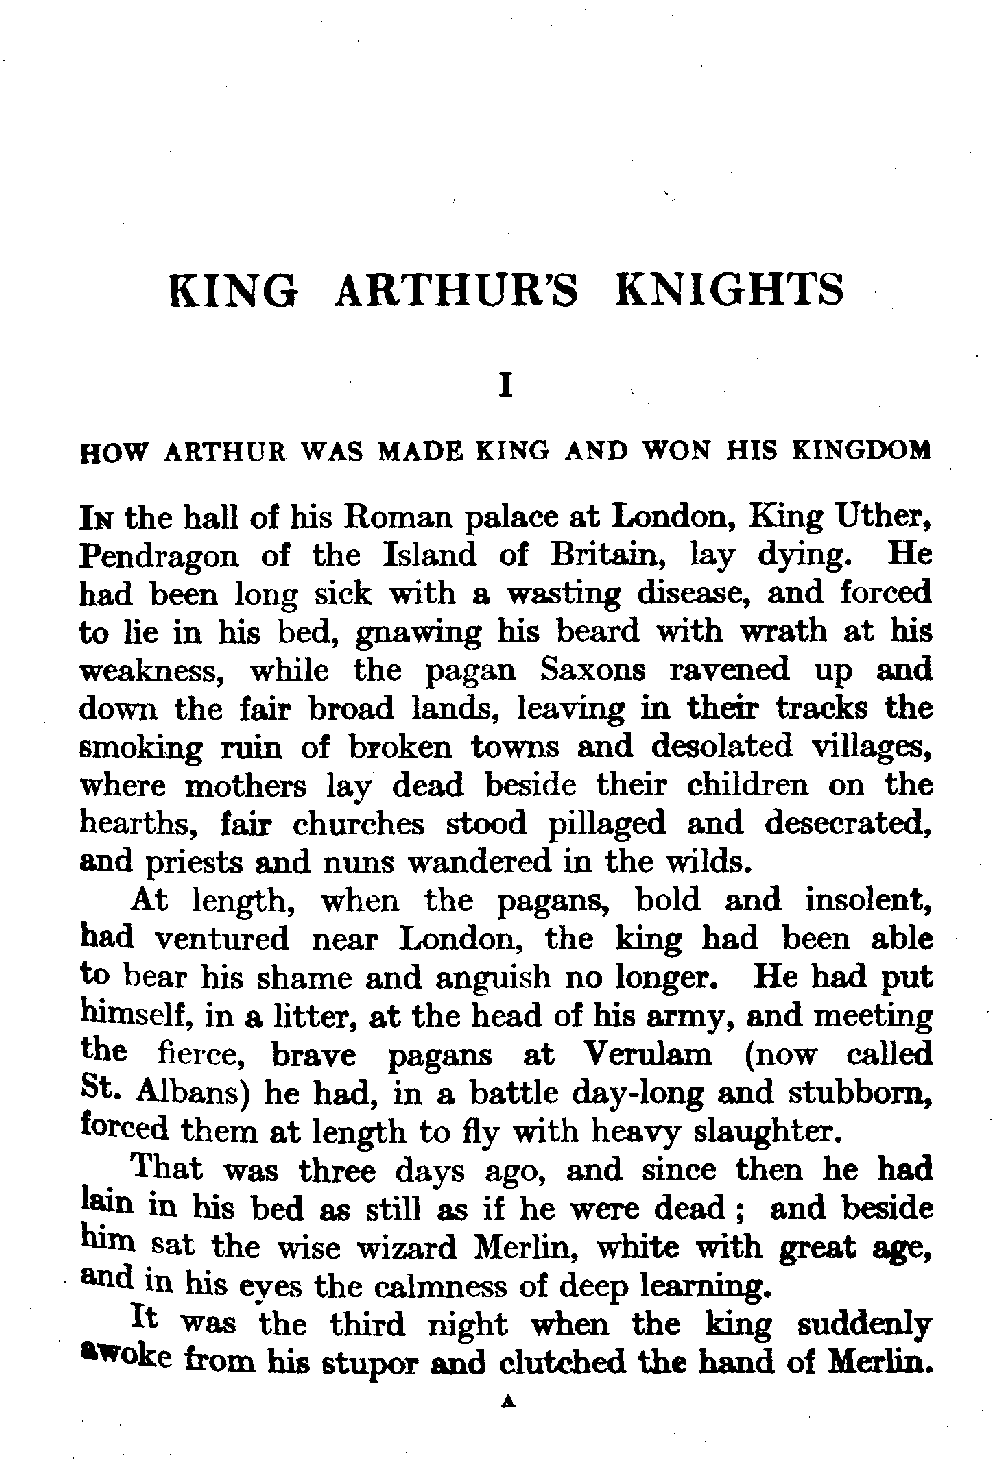 KING ARTHUR'S KNIGHTS
I
HOW ARTHUR WAS MADE KING AND WON HIS KINGDOM
IN the hall of his Roman palace at London, King Uther,
Pendragon of the Island of Britain, lay dying. He
had been long sick with a wasting disease, and forced
to lie in his bed, gnawing his beard with wrath at his
weakness, while the pagan Saxons ravened up and
down the fair broad lands, leaving in their tracks the
smoking ruin of broken towns and desolated villages,
where mothers lay dead beside their children on the
hearths, fair churches stood pillaged and desecrated,
and priests and nuns wandered in the wilds.
At length, when the pagans, bold and insolent,
had ventured near London, the king had been able
to bear his shame and anguish no longer. He had put
himself, in a litter, at the head of his army, and meeting
the fierce, brave pagans at Verulam (now called
St. Albans) he had, in a battle day-long and stubborn,
forced them at length to fly with heavy slaughter.
That was three days ago, and since then he had
lain in his bed as still as if he were dead ; and beside
him sat the wise wizard Merlin, white with great age,
and in his eyes the calmness of deep learning.
It was the third night when the king suddenly
awoke from his stupor and clutched the hand of Merlin.
A